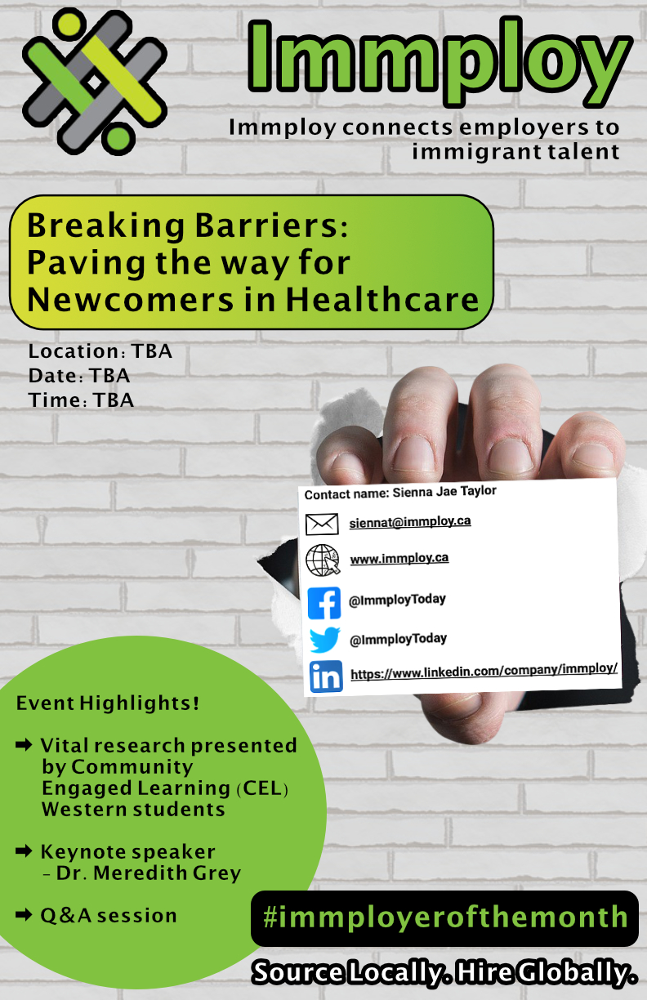 Immploy
Immploy connects employers to
immigrant talent
Breaking Barriers:
Paving the way for
Newcomers in Healthcare
Location: TBA
Date: TBA
Time: TBA
Contact name: Sienna Jae Taylor
siennat@immploy.ca
www.immploy.ca
@ImmployToday
@ImmployToday
https://www.linkedin.com/company/immploy/
Event Highlights!
Vital research presented
by Community
Engaged Learning (CEL)
Western students
Keynote speaker
- Dr. Meredith Grey
Q&A session
#immployerofthemonth
Source Locally. Hire Globally.